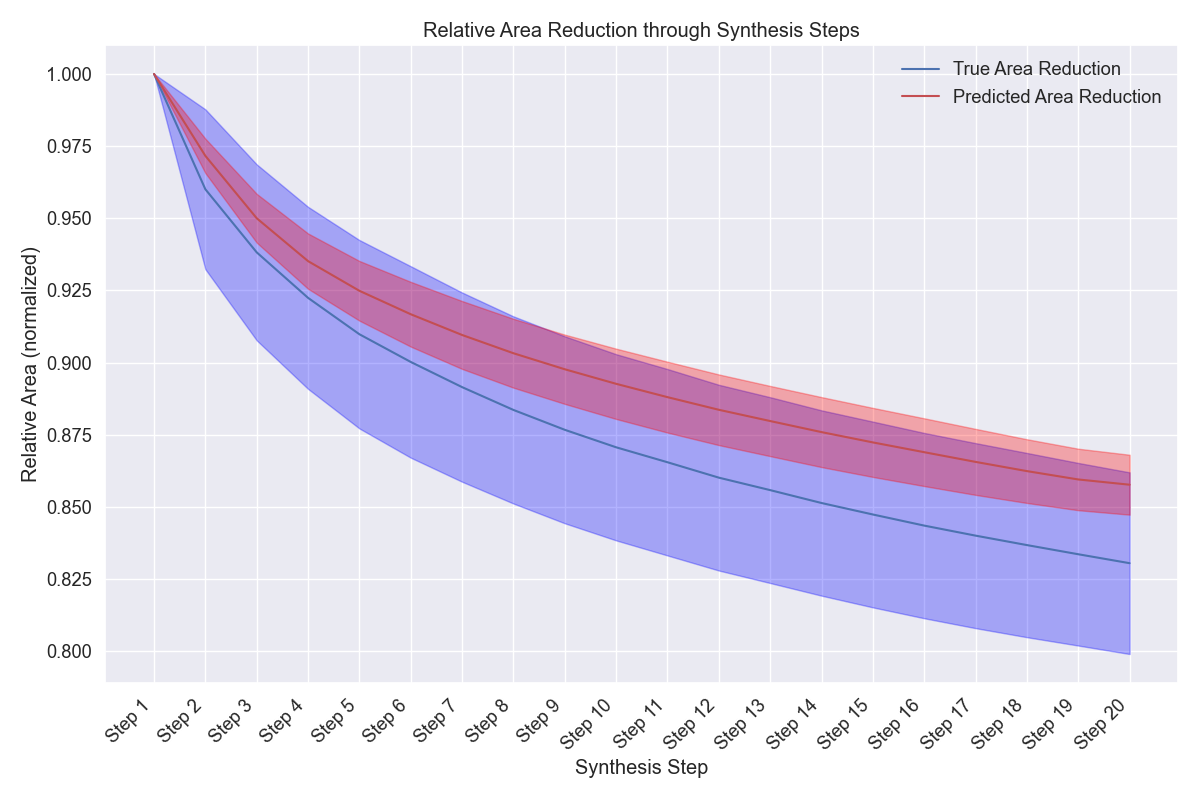 Relative Area Reduction through Synthesis Steps
True Area Reduction
Predicted Area Reduction
Relative Area (normalized)
1.000
0.975
0.950
0.925
0.900
0.875
0.850
0.825
0.800
Step 1
Step 2
Step 3
Step 4
Step 5
Step 6
Step 7
Step 8
Step 9
Step 10
Step 11
Step 12
Step 13
Step 14
Step 15
Step 16
Step 17
Step 18
Step 19
Step 20
Synthesis Step